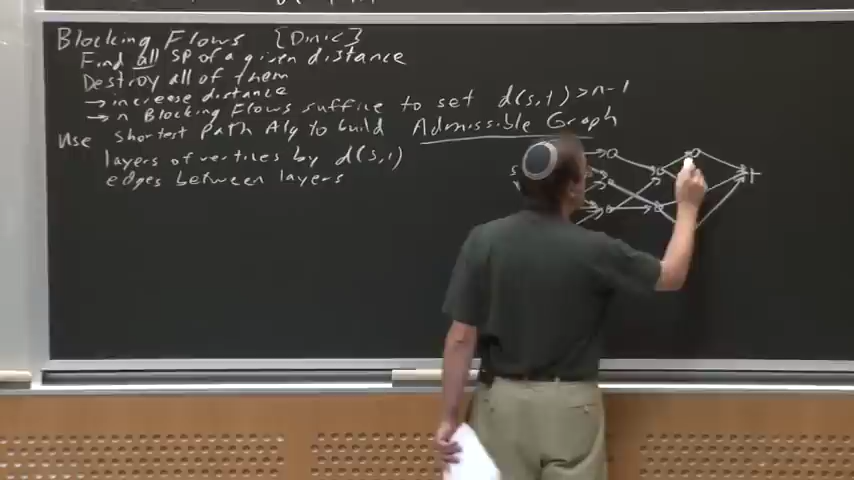 Blocking Flows [Dinic]
Find all SP of a given distance
Destroy all of them
→ increase distance
→ n Blocking Flows suffice to set d(s,t) > n-1
Use shortest path Alg to build Admissible Graph
layers of vertices by d(s,i)
edges between layers
s
t